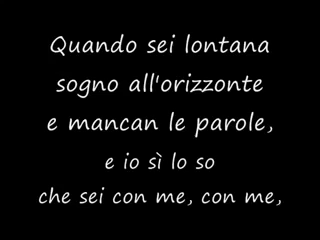 Quando sei lontana
sogno all'orizzonte
e mancan le parole,
e io sì lo so
che sei con me, con me,